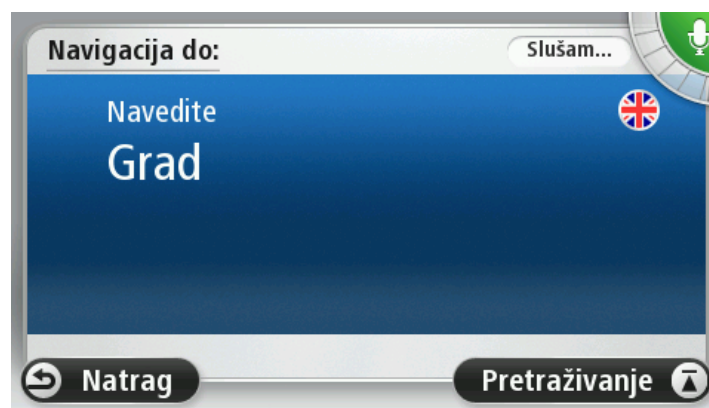 Navigacija do:
Slušam...
Navedite
Grad
Natrag
Pretraživanje